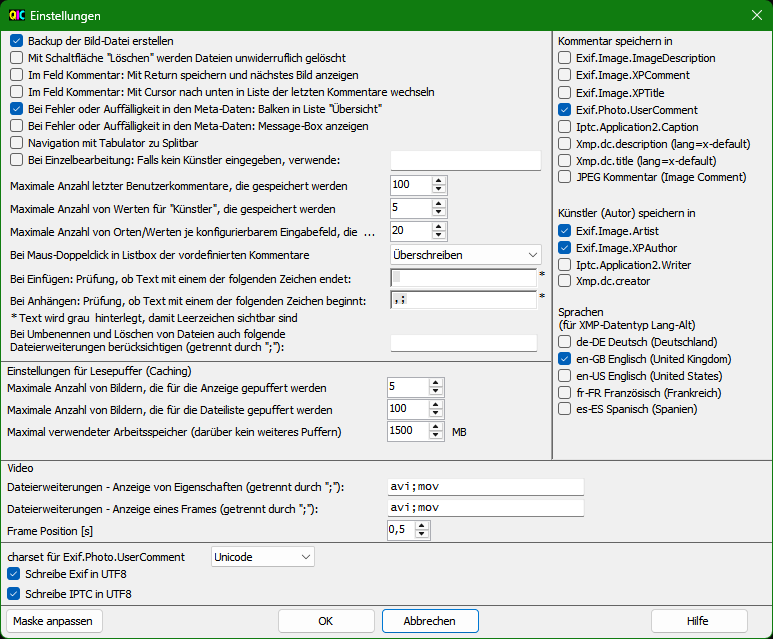 QIC Einstellungen
Backup der Bild-Datei erstellen
Mit Schaltfläche "Löschen" werden Dateien unwiderruflich gelöscht
Im Feld Kommentar: Mit Return speichern und nächstes Bild anzeigen
Im Feld Kommentar: Mit Cursor nach unten in Liste der letzten Kommentare wechseln
Bei Fehler oder Auffälligkeit in den Meta-Daten: Balken in Liste "Übersicht"
Bei Fehler oder Auffälligkeit in den Meta-Daten: Message-Box anzeigen
Navigation mit Tabulator zu Splitbar
Bei Einzelbearbeitung: Falls kein Künstler eingegeben, verwende:
Maximale Anzahl letzter Benutzerkommentare, die gespeichert werden 100
Maximale Anzahl von Werten für "Künstler", die gespeichert werden 5
Maximale Anzahl von Orten/Werten je konfigurierbarem Eingabefeld, die ... 20
Bei Maus-Doppelclick in Listbox der vordefinierten Kommentare Überschreiben
Bei Einfügen: Prüfung, ob Text mit einem der folgenden Zeichen endet: *
Bei Anhängen: Prüfung, ob Text mit einem der folgenden Zeichen beginnt: ,; *
* Text wird grau hinterlegt, damit Leerzeichen sichtbar sind
Bei Umbenennen und Löschen von Dateien auch folgende
Dateierweiterungen berücksichtigen (getrennt durch ";"):
Kommentar speichern in
Exif.Image.ImageDescription
Exif.Image.XPComment
Exif.Image.XPTitle
Exif.Photo.UserComment
Iptc.Application2.Caption
Xmp.dc.description (lang=x-default)
Xmp.dc.title (lang=x-default)
JPEG Kommentar (Image Comment)
Künstler (Autor) speichern in
Exif.Image.Artist
Exif.Image.XPAuthor
Iptc.Application2.Writer
Xmp.dc.creator
Sprachen
(für XMP-Datentyp Lang-Alt)
de-DE Deutsch (Deutschland)
en-GB Englisch (United Kingdom)
en-US Englisch (United States)
fr-FR Französisch (Frankreich)
es-ES Spanisch (Spanien)
Einstellungen für Lesepuffer (Caching)
Maximale Anzahl von Bildern, die für die Anzeige gepuffert werden 5
Maximale Anzahl von Bildern, die für die Dateiliste gepuffert werden 100
Maximal verwendeter Arbeitsspeicher (darüber kein weiteres Puffern) 1500 MB
Video
Dateierweiterungen - Anzeige von Eigenschaften (getrennt durch ";"): avi;mov
Dateierweiterungen - Anzeige eines Frames (getrennt durch ";"): avi;mov
Frame Position [s] 0,5
charset für Exif.Photo.UserComment Unicode
Schreibe Exif in UTF8
Schreibe IPTC in UTF8
Maske anpassen OK Abbrechen Hilfe